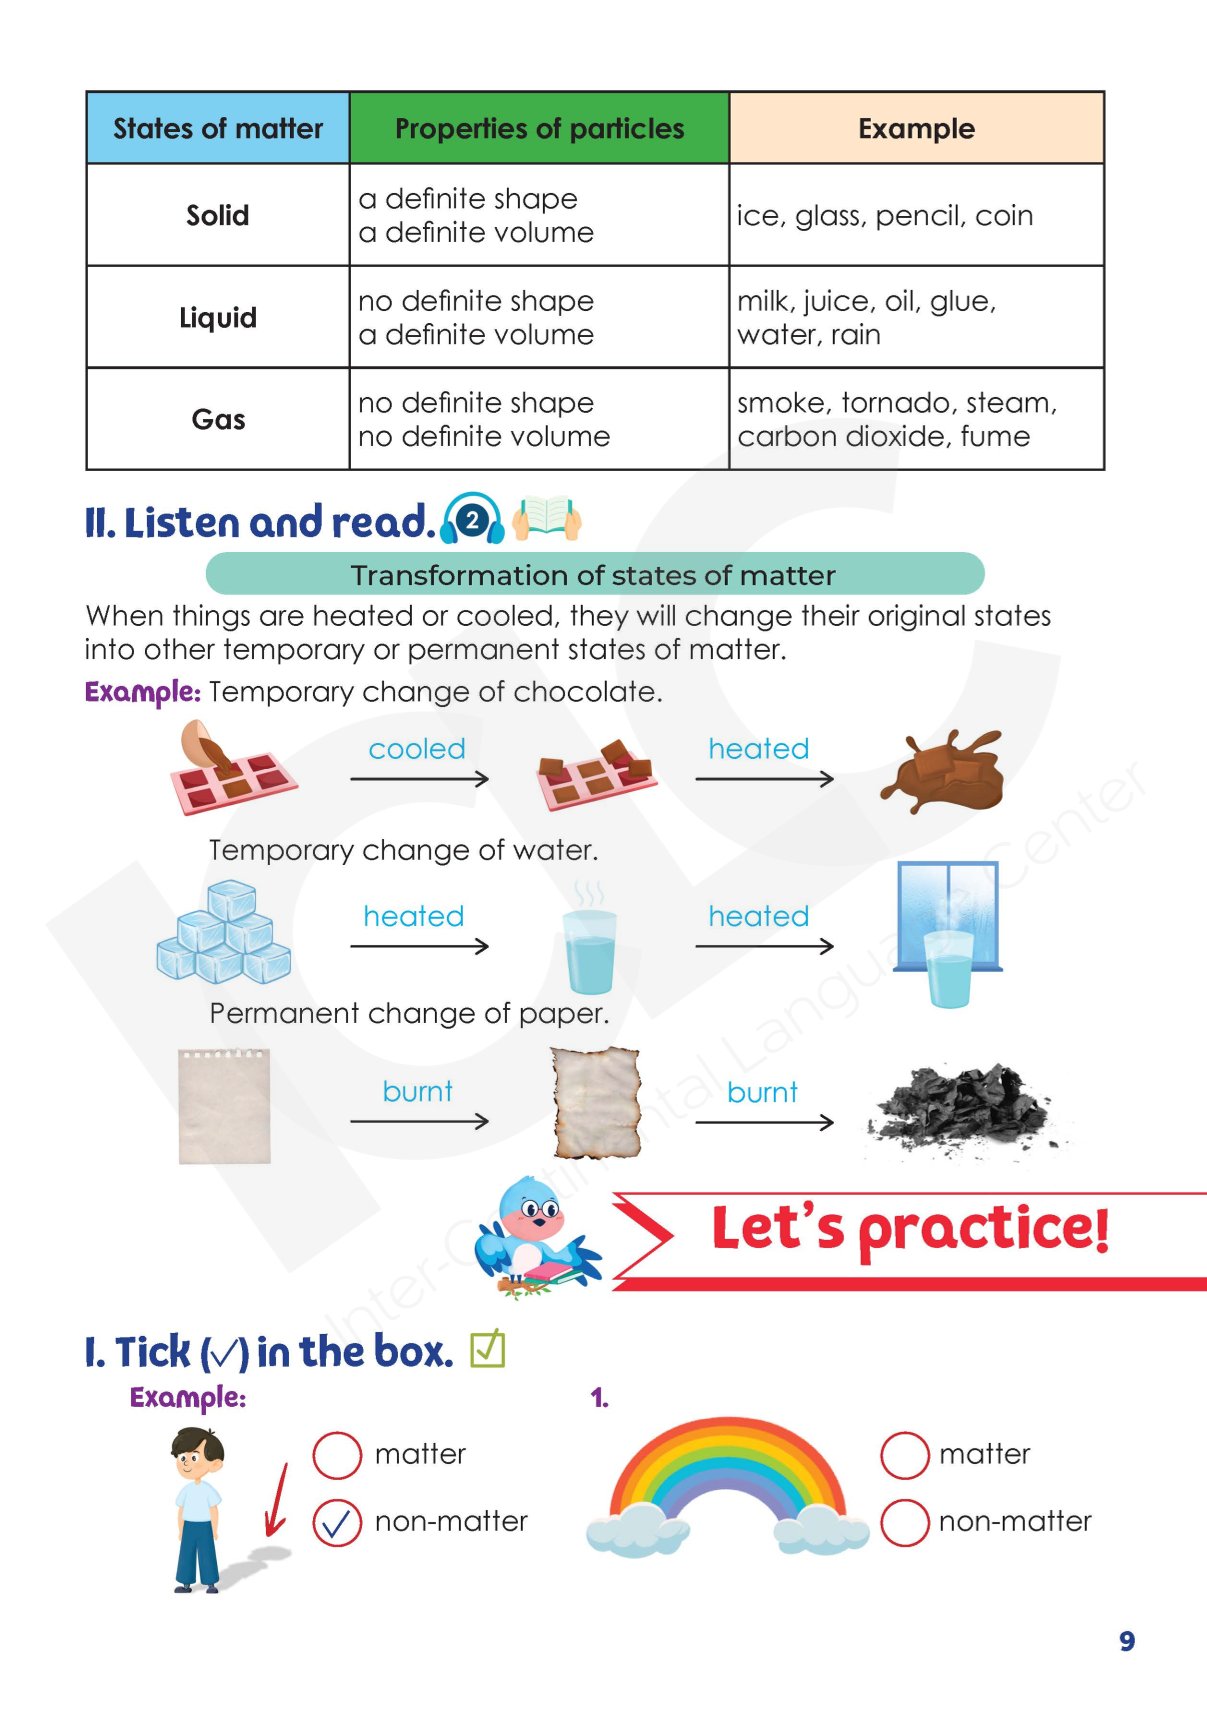 States of matter
Properties of particles
Example
Solid
a definite shape
a definite volume
ice, glass, pencil, coin
Liquid
no definite shape
a definite volume
milk, juice, oil, glue,
water, rain
Gas
no definite shape
no definite volume
smoke, tornado, steam,
carbon dioxide, fume
II. Listen and read. 2
Transformation of states of matter
When things are heated or cooled, they will change their original states
into other temporary or permanent states of matter.
Example: Temporary change of chocolate.
cooled
heated
Temporary change of water.
heated
heated
Permanent change of paper.
burnt
burnt
Let's practice!
I. Tick (✓) in the box.
Example:
matter
non-matter
1.
matter
non-matter
9
Inter-Continental Language Center